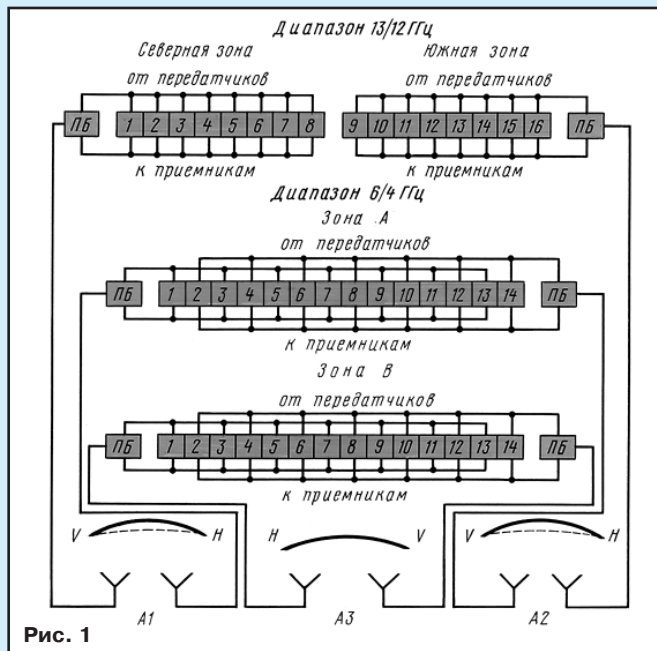 Диапазон 13/12 ГГц
Северная зона Южная зона
от передатчиков от передатчиков
ПБ 1 2 3 4 5 6 7 8 9 10 11 12 13 14 15 16 ПБ
к приемникам к приемникам
Диапазон 6/4 ГГц
Зона А
от передатчиков
ПБ 1 2 3 4 5 6 7 8 9 10 11 12 13 14 ПБ
к приемникам
Зона В
от передатчиков
ПБ 1 2 3 4 5 6 7 8 9 10 11 12 13 14 ПБ
к приемникам
V H H V V H
А1 А3 А2
Рис. 1